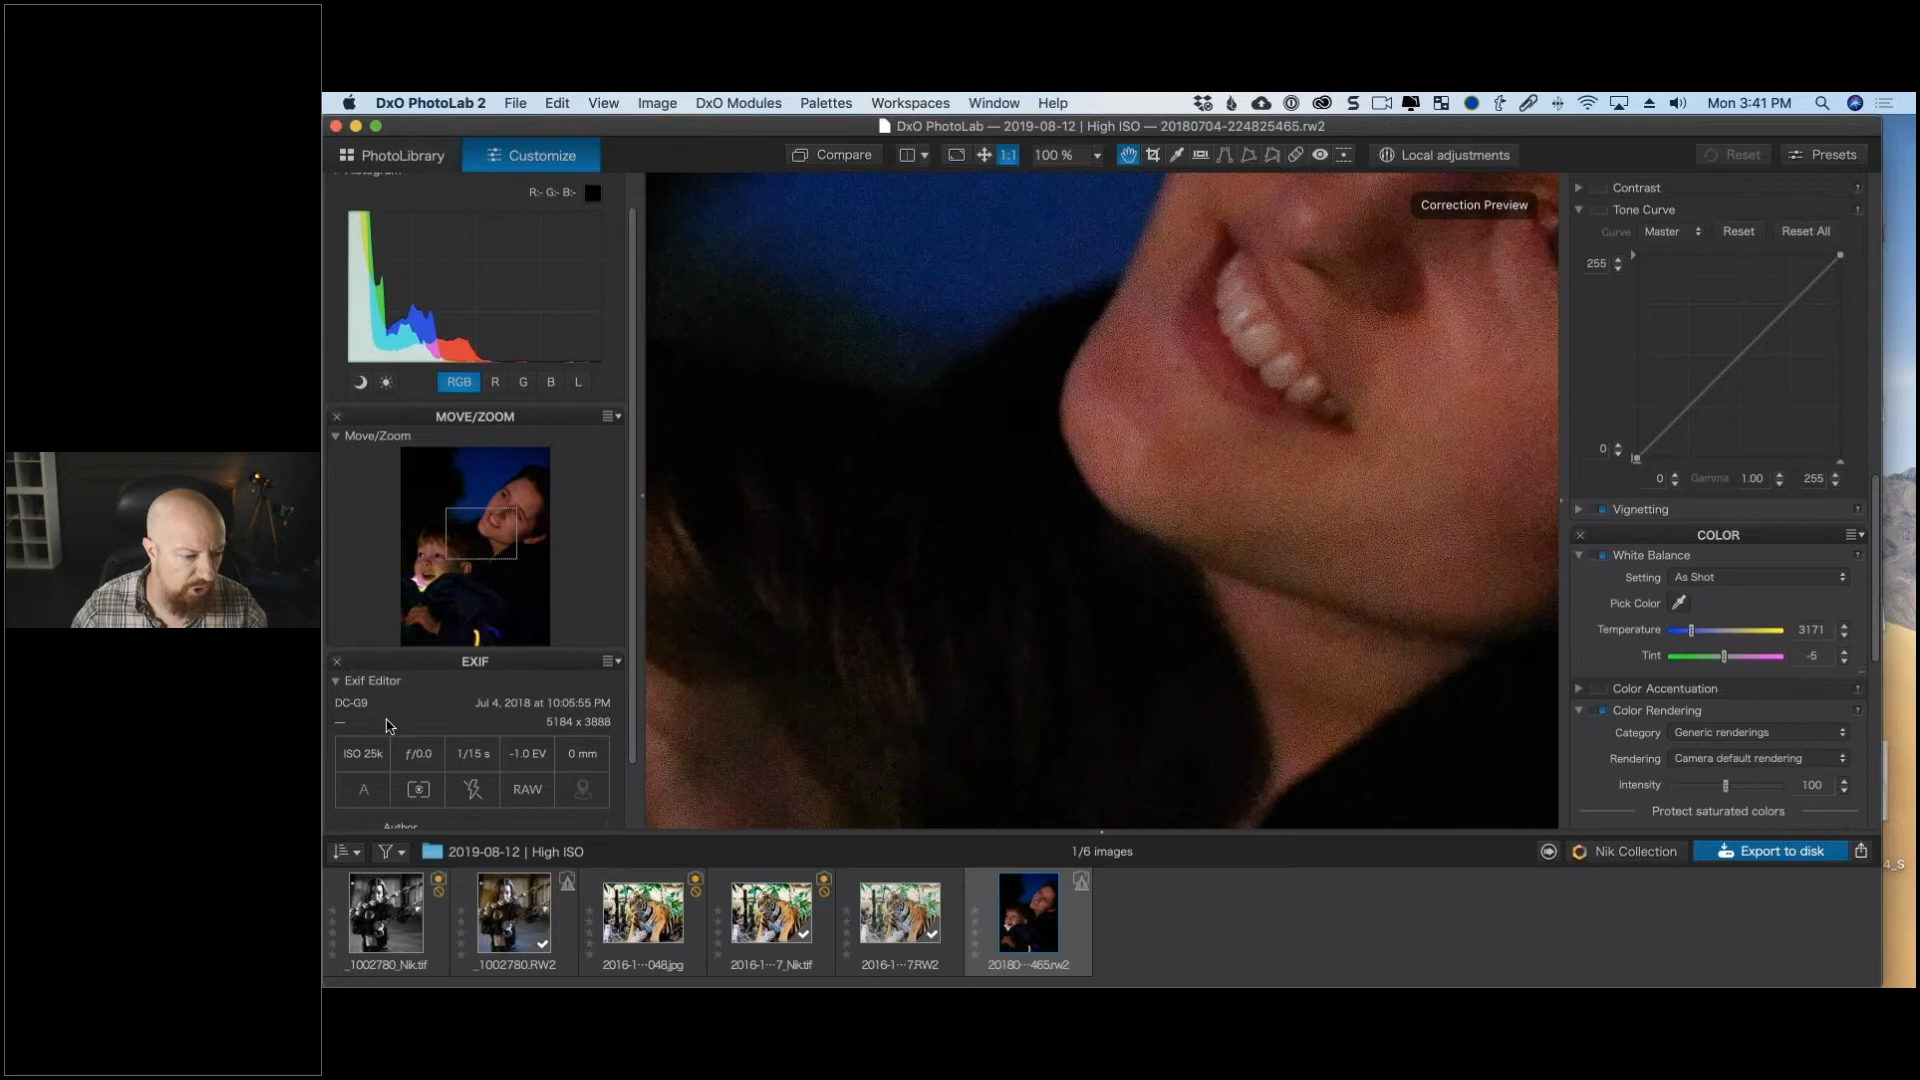 DxO PhotoLab 2 File Edit View Image DxO Modules Palettes Workspaces Window Help Mon 3:41 PM
DxO PhotoLab — 2019-08-12 | High ISO — 20180704-224825465.rw2
PhotoLibrary Customize Compare 1:1 100 % Local adjustments Reset Presets
Histogram
R:- G:- B:-
RGB R G B L
MOVE/ZOOM
Move/Zoom
EXIF
Exif Editor
DC-G9 Jul 4, 2018 at 10:05:55 PM
— 5184 x 3888
ISO 25k ƒ/0.0 1/15 s -1.0 EV 0 mm
A RAW
Author
Correction Preview
Contrast ?
Tone Curve ?
Curve Master Reset Reset All
255
0
0 Gamma 1.00 255
Vignetting ?
COLOR
White Balance ?
Setting As Shot
Pick Color
Temperature 3171
Tint -5
Color Accentuation ?
Color Rendering ?
Category Generic renderings
Rendering Camera default rendering
Intensity 100
Protect saturated colors
2019-08-12 | High ISO 1/6 images Nik Collection Export to disk
4_S
_1002780_Nik.tif _1002780.RW2 2016-1···048.jpg 2016-1···7_Nik.tif 2016-1···7.RW2 20180···465.rw2